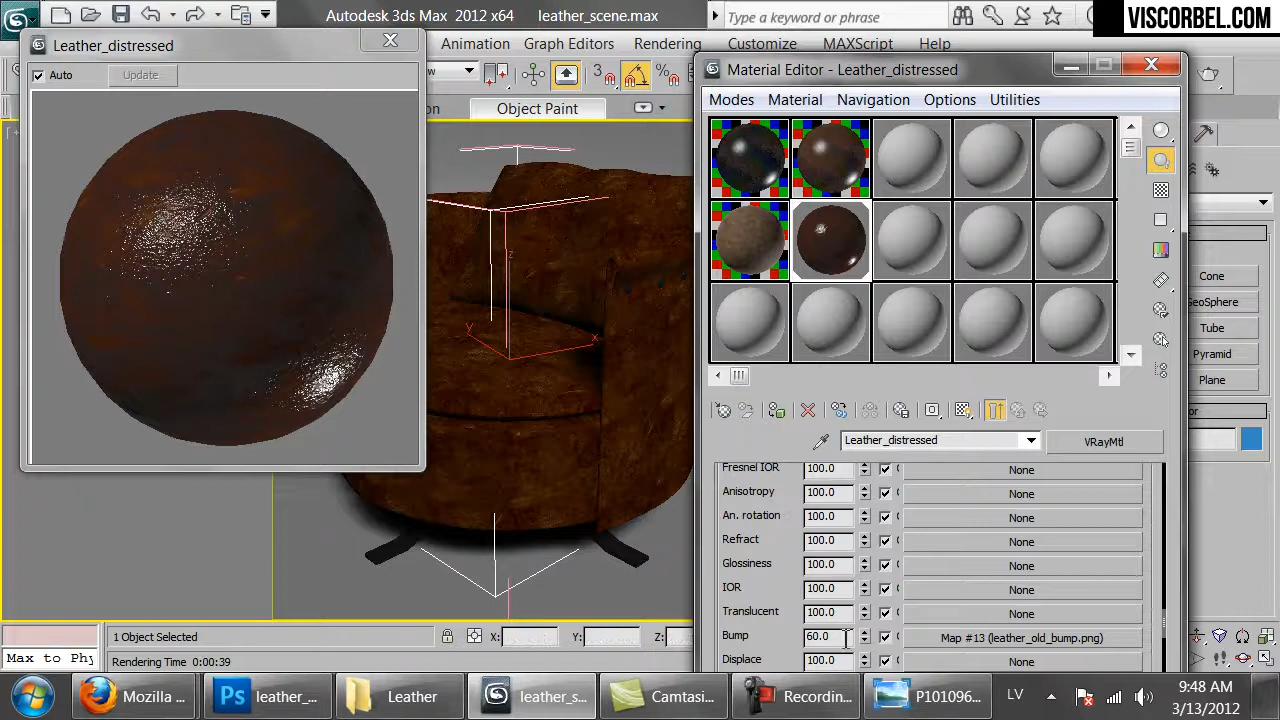 Autodesk 3ds Max 2012 x64
leather_scene.max
Type a keyword or phrase
VISCORBEL.COM
Animation
Graph Editors
Rendering
Customize
MAXScript
Help
Leather_distressed
Auto
Update
Object Paint
Material Editor - Leather_distressed
Modes
Material
Navigation
Options
Utilities
z
y
x
Cone
GeoSphere
Tube
Pyramid
Plane
Leather_distressed
VRayMtl
Fresnel IOR 100.0 None
Anisotropy 100.0 None
An. rotation 100.0 None
Refract 100.0 None
Glossiness 100.0 None
IOR 100.0 None
Translucent 100.0 None
Bump 60.0 Map #13 (leather_old_bump.png)
Displace 100.0 None
1 Object Selected
X:
Y:
Z:
Max to Phy
Rendering Time 0:00:39
Mozilla ...
leather_...
Leather
leather_s...
Camtasi...
Recordin...
P101096...
LV
9:48 AM
3/13/2012